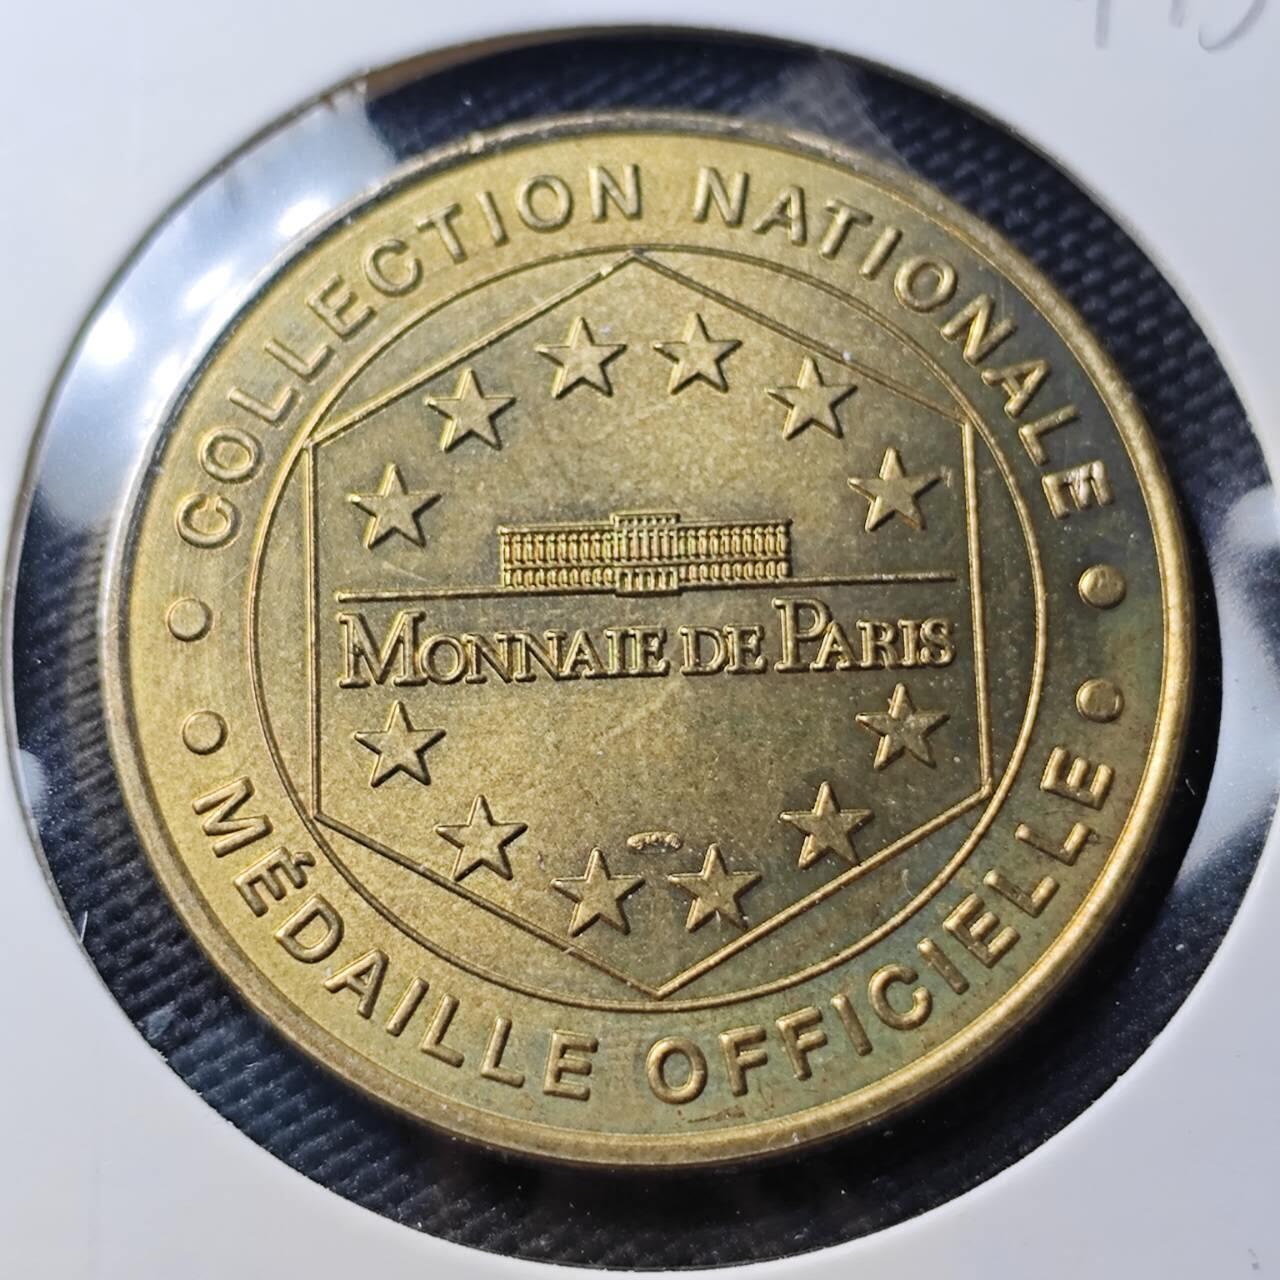 COLLECTION NATIONALE
MONNAIE DE PARIS
MÉDAILLE OFFICIELLE